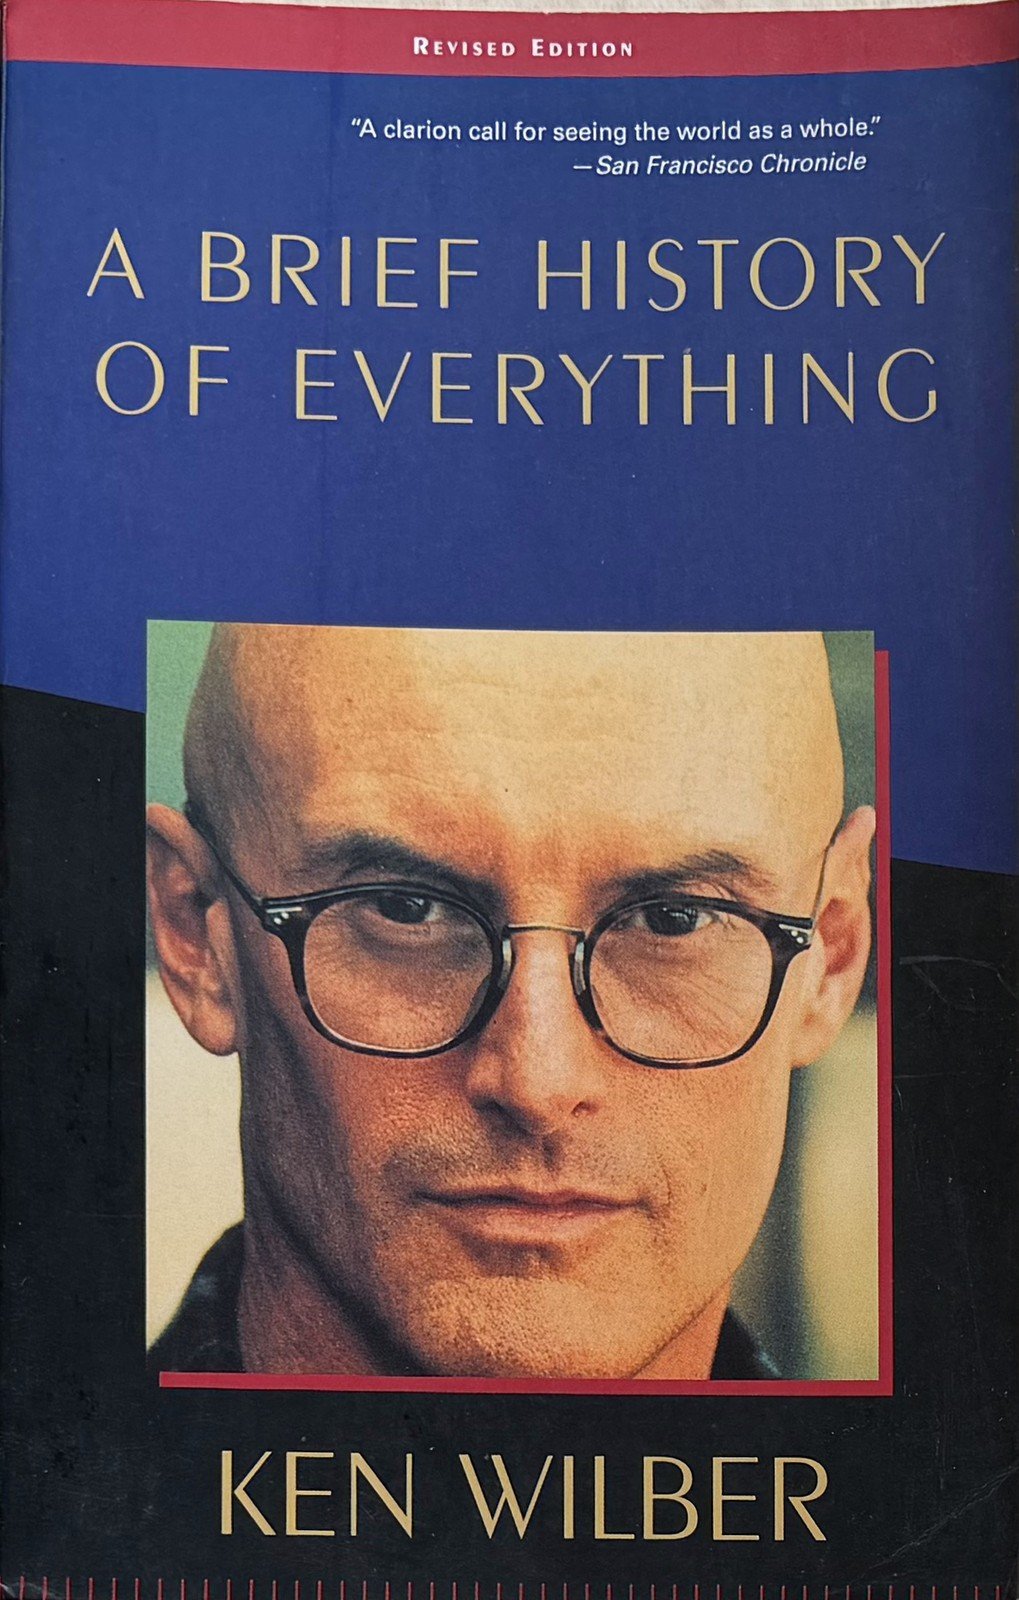 REVISED EDITION
“A clarion call for seeing the world as a whole.”
—San Francisco Chronicle
A BRIEF HISTORY
OF EVERYTHING
KEN WILBER